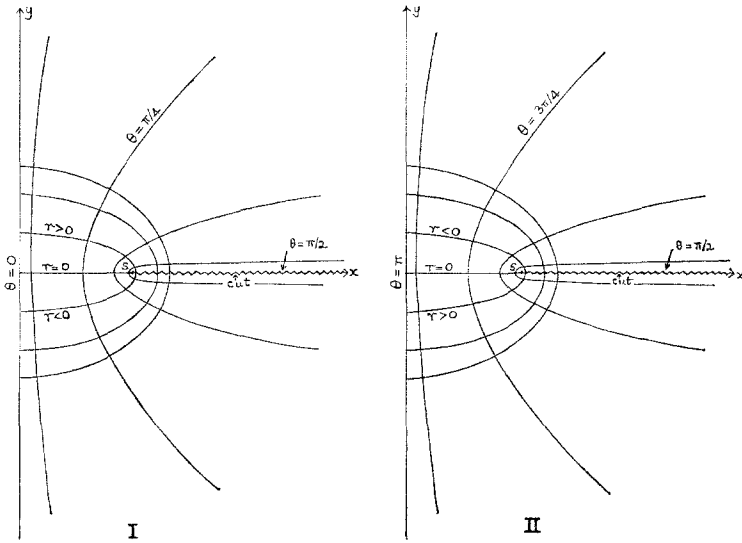 y
θ = π/4
r>0
θ = 0
r=0
S
θ = π/2
x
cut
r<0
I
y
θ = 3π/4
r<0
θ = π
r=0
S
θ = π/2
x
cut
r>0
II